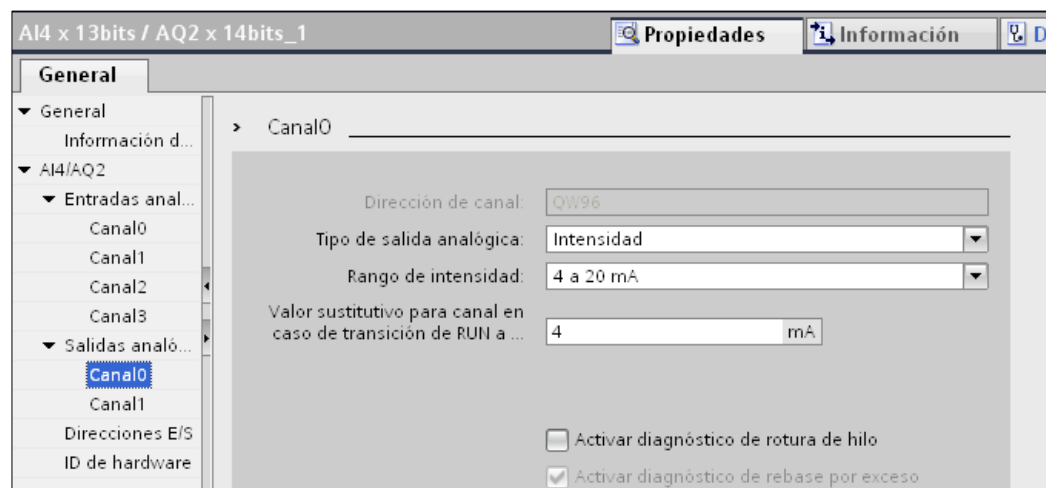 AI4 x 13bits / AQ2 x 14bits_1
Propiedades
Información
D
General
General
Información d...
AI4/AQ2
Entradas anal...
Canal0
Canal1
Canal2
Canal3
Salidas analó...
Canal0
Canal1
Direcciones E/S
ID de hardware
Canal0
Dirección de canal: QW96
Tipo de salida analógica: Intensidad
Rango de intensidad: 4 a 20 mA
Valor sustitutivo para canal en
caso de transición de RUN a ... 4 mA
Activar diagnóstico de rotura de hilo
Activar diagnóstico de rebase por exceso